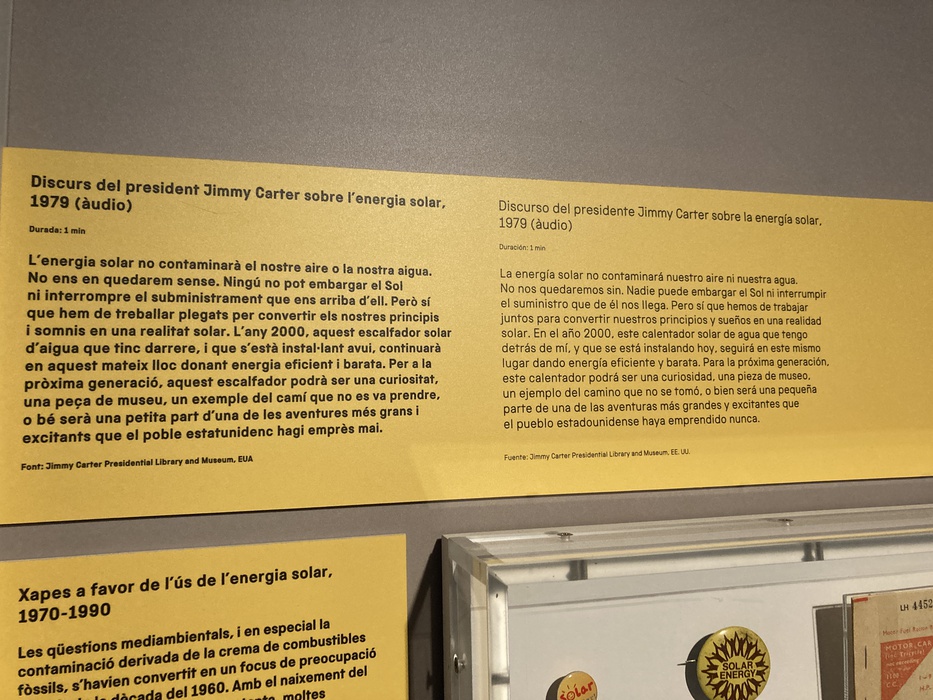 Discurs del president Jimmy Carter sobre l'energia solar,
1979 (àudio)
Durada: 1 min
L'energia solar no contaminarà el nostre aire o la nostra aigua.
No ens en quedarem sense. Ningú no pot embargar el Sol
ni interrompre el subministrament que ens arriba d'ell. Però sí
que hem de treballar plegats per convertir els nostres principis
i somnis en una realitat solar. L'any 2000, aquest escalfador solar
d'aigua que tinc darrere, i que s'està instal·lant avui, continuarà
en aquest mateix lloc donant energia eficient i barata. Per a la
pròxima generació, aquest escalfador podrà ser una curiositat,
una peça de museu, un exemple del camí que no es va prendre,
o bé serà una petita part d'una de les aventures més grans i
excitants que el poble estatunidenc hagi emprès mai.
Font: Jimmy Carter Presidential Library and Museum, EUA
Discurso del presidente Jimmy Carter sobre la energía solar,
1979 (àudio)
Duración: 1 min
La energía solar no contaminará nuestro aire ni nuestra agua.
No nos quedaremos sin. Nadie puede embargar el Sol ni interrumpir
el suministro que de él nos llega. Pero sí que hemos de trabajar
juntos para convertir nuestros principios y sueños en una realidad
solar. En el año 2000, este calentador solar de agua que tengo
detrás de mí, y que se está instalando hoy, seguirá en este mismo
lugar dando energía eficiente y barata. Para la próxima generación,
este calentador podrá ser una curiosidad, una pieza de museo,
un ejemplo del camino que no se tomó, o bien será una pequeña
parte de una de las aventuras más grandes y excitantes que
el pueblo estadounidense haya emprendido nunca.
Fuente: Jimmy Carter Presidential Library and Museum, EE. UU.
Xapes a favor de l'ús de l'energia solar,
1970-1990
Les qüestions mediambientals, i en especial la
contaminació derivada de la crema de combustibles
fòssils, s'havien convertit en un focus de preocupació
dècada del 1960. Amb el naixement del
moltes
solar
SOLAR
ENERGY
LH 4452
MOTOR CAR